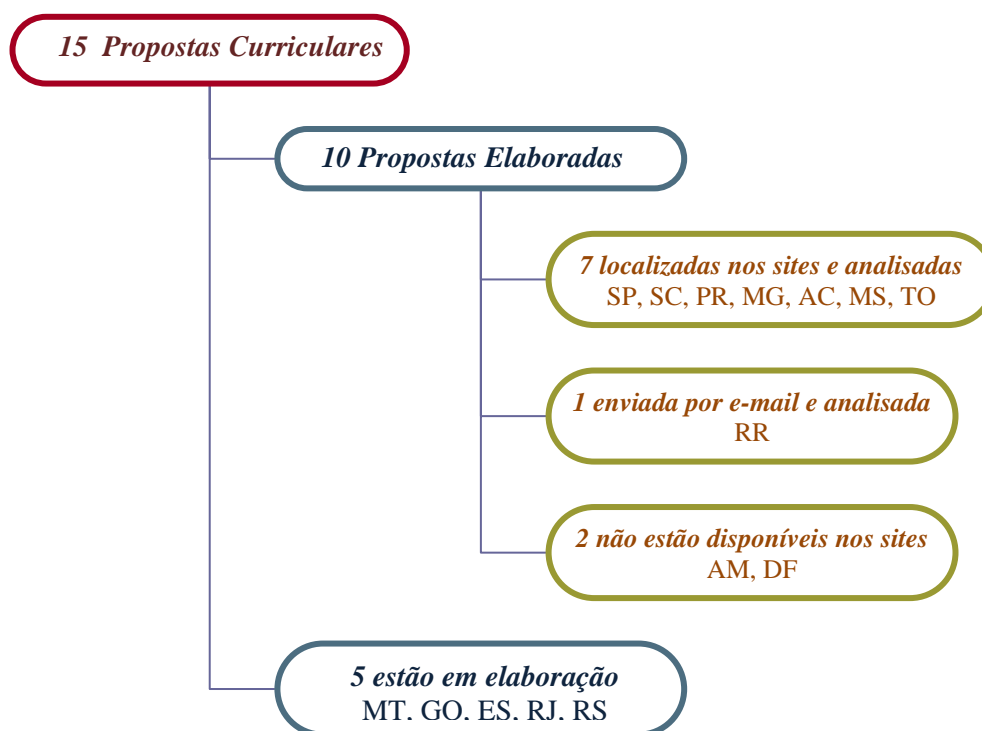 15 Propostas Curriculares
10 Propostas Elaboradas
7 localizadas nos sites e analisadas
SP, SC, PR, MG, AC, MS, TO
1 enviada por e-mail e analisada
RR
2 não estão disponíveis nos sites
AM, DF
5 estão em elaboração
MT, GO, ES, RJ, RS